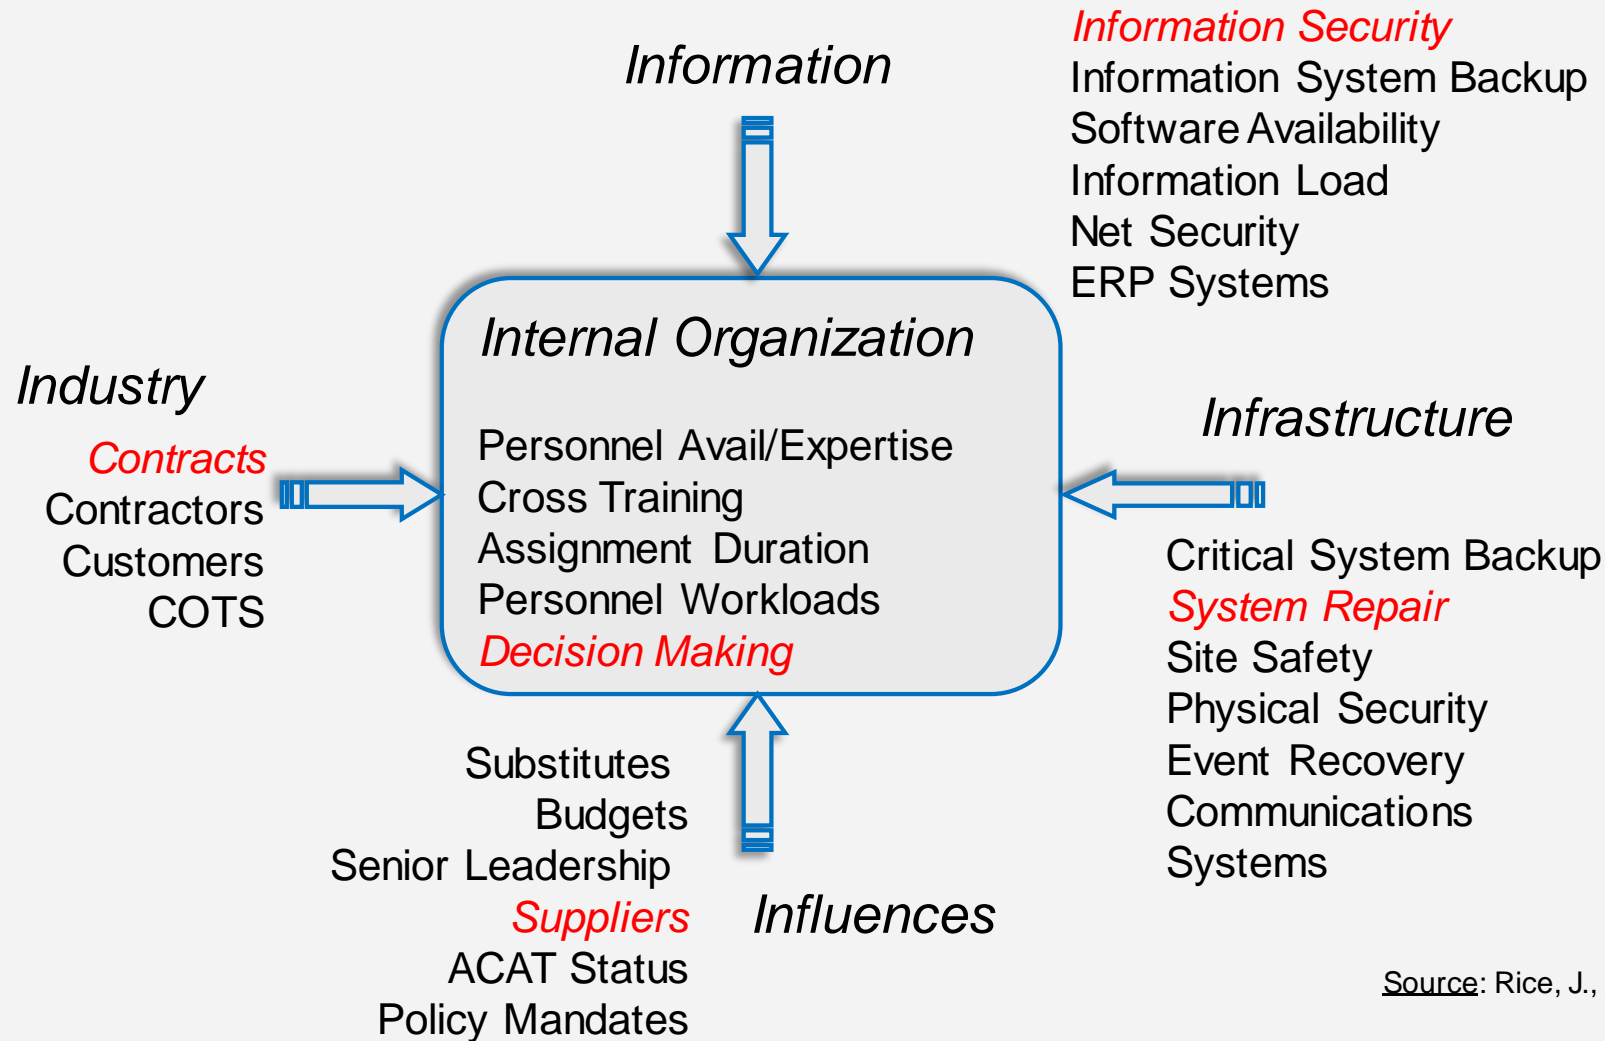 Information
Information Security
Information System Backup
Software Availability
Information Load
Net Security
ERP Systems
Industry
Contracts
Contractors
Customers
COTS
Internal Organization
Personnel Avail/Expertise
Cross Training
Assignment Duration
Personnel Workloads
Decision Making
Infrastructure
Critical System Backup
System Repair
Site Safety
Physical Security
Event Recovery
Communications
Systems
Substitutes
Budgets
Senior Leadership
Suppliers
ACAT Status
Policy Mandates
Influences
Source: Rice, J.,